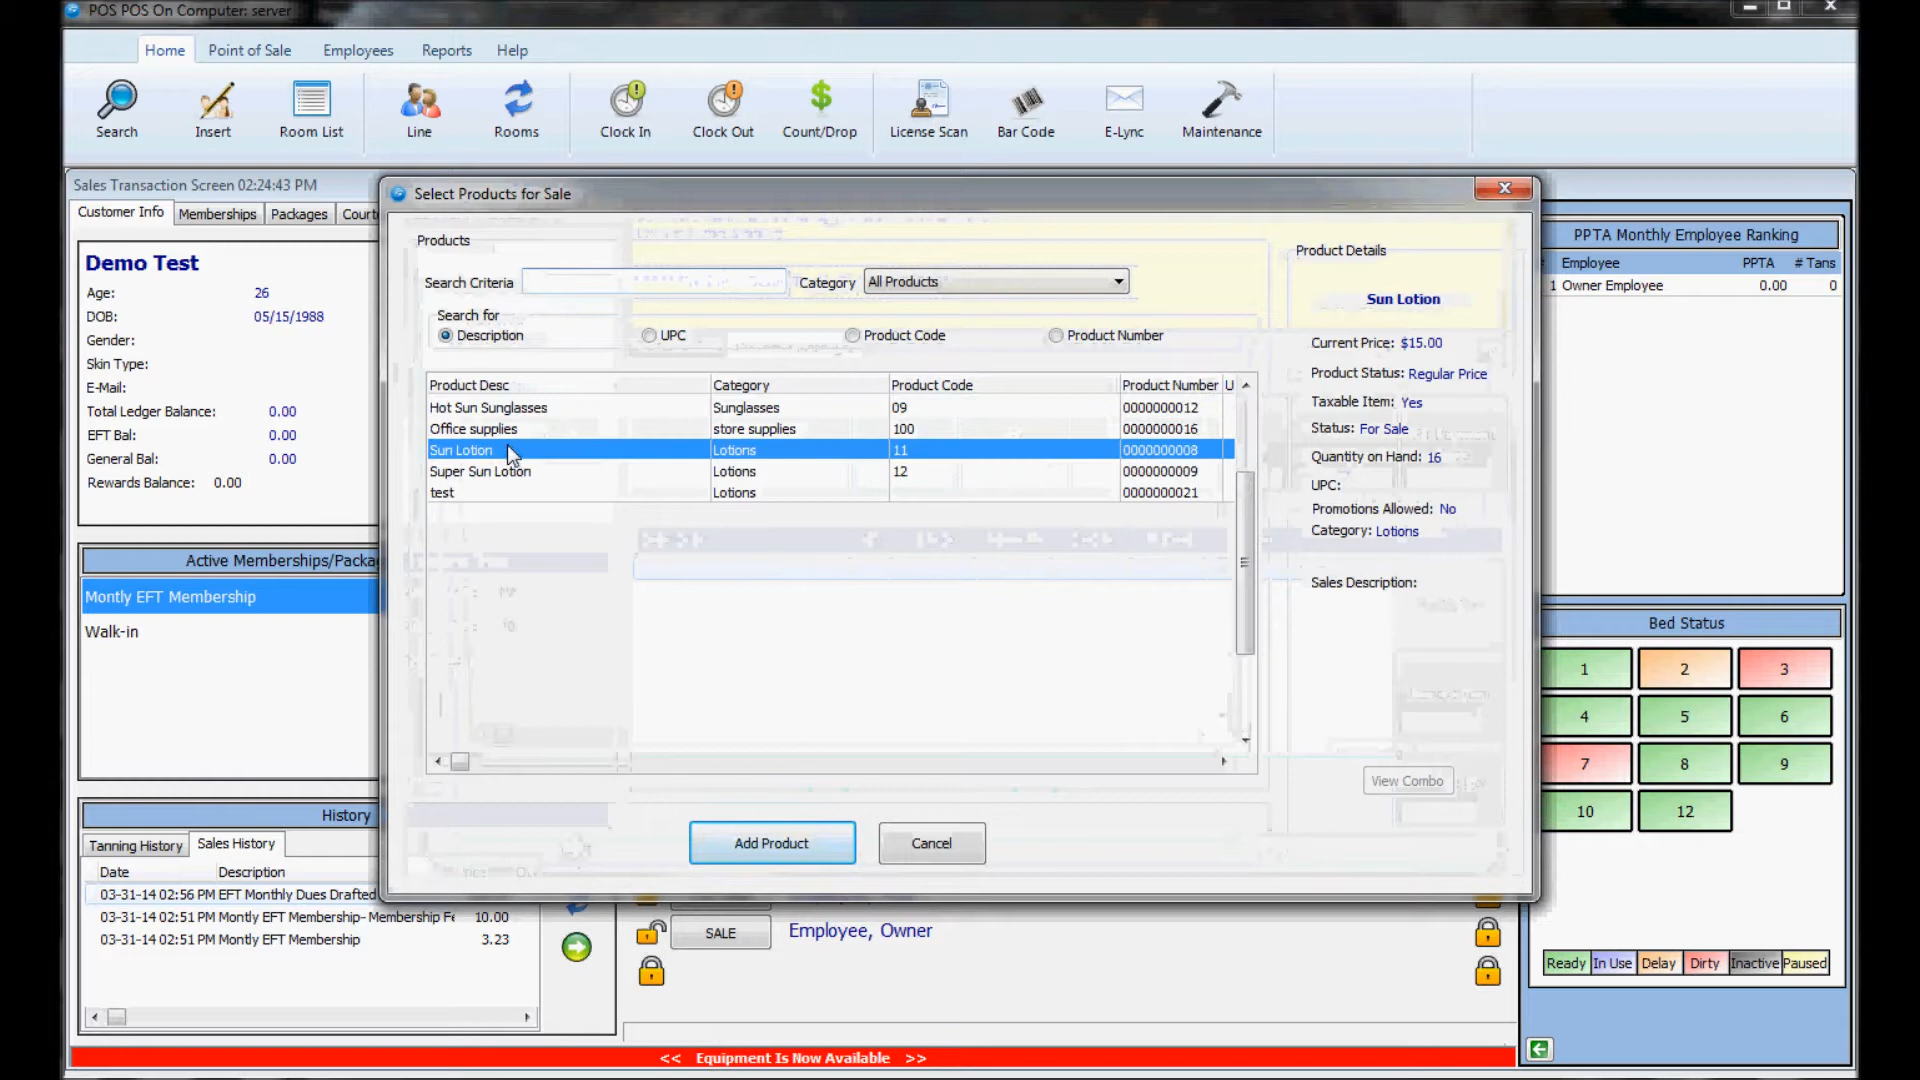 POS POS On Computer: server
Home Point of Sale Employees Reports Help
Search Insert Room List Line Rooms Clock In Clock Out Count/Drop License Scan Bar Code E-Lync Maintenance
Sales Transaction Screen 02:24:43 PM
Customer Info Memberships Packages Court
Demo Test
Age: 26
DOB: 05/15/1988
Gender:
Skin Type:
E-Mail:
Total Ledger Balance: 0.00
EFT Bal: 0.00
General Bal: 0.00
Rewards Balance: 0.00
Active Memberships/Packa
Montly EFT Membership
Walk-in
History
Tanning History Sales History
Date Description
03-31-14 02:56 PM EFT Monthly Dues Drafted
03-31-14 02:51 PM Montly EFT Membership- Membership Fe 10.00
03-31-14 02:51 PM Montly EFT Membership 3.23
Select Products for Sale
Products
Search Criteria Category All Products
Search for
Description UPC Product Code Product Number
Product Desc Category Product Code Product Number U
Hot Sun Sunglasses Sunglasses 09 0000000012
Office supplies store supplies 100 0000000016
Sun Lotion Lotions 11 0000000008
Super Sun Lotion Lotions 12 0000000009
test Lotions 0000000021
Product Details
Sun Lotion
Current Price: $15.00
Product Status: Regular Price
Taxable Item: Yes
Status: For Sale
Quantity on Hand: 16
UPC:
Promotions Allowed: No
Category: Lotions
Sales Description:
View Combo
Add Product Cancel
SALE Employee, Owner
PPTA Monthly Employee Ranking
Employee PPTA # Tans
1 Owner Employee 0.00 0
Bed Status
1 2 3
4 5 6
7 8 9
10 12
Ready In Use Delay Dirty Inactive Paused
<< Equipment Is Now Available >>